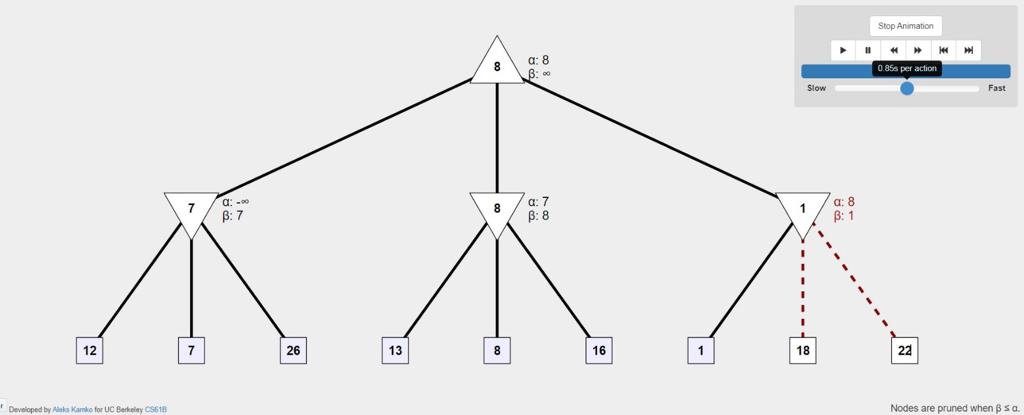 Stop Animation
0.85s per action
Slow Fast
8 α: 8
β: ∞
7 α: -∞
β: 7
8 α: 7
β: 8
1 α: 8
β: 1
12 7 26 13 8 16 1 18 22
r Developed by Aleks Kamko for UC Berkeley CS61B
Nodes are pruned when β ≤ α.